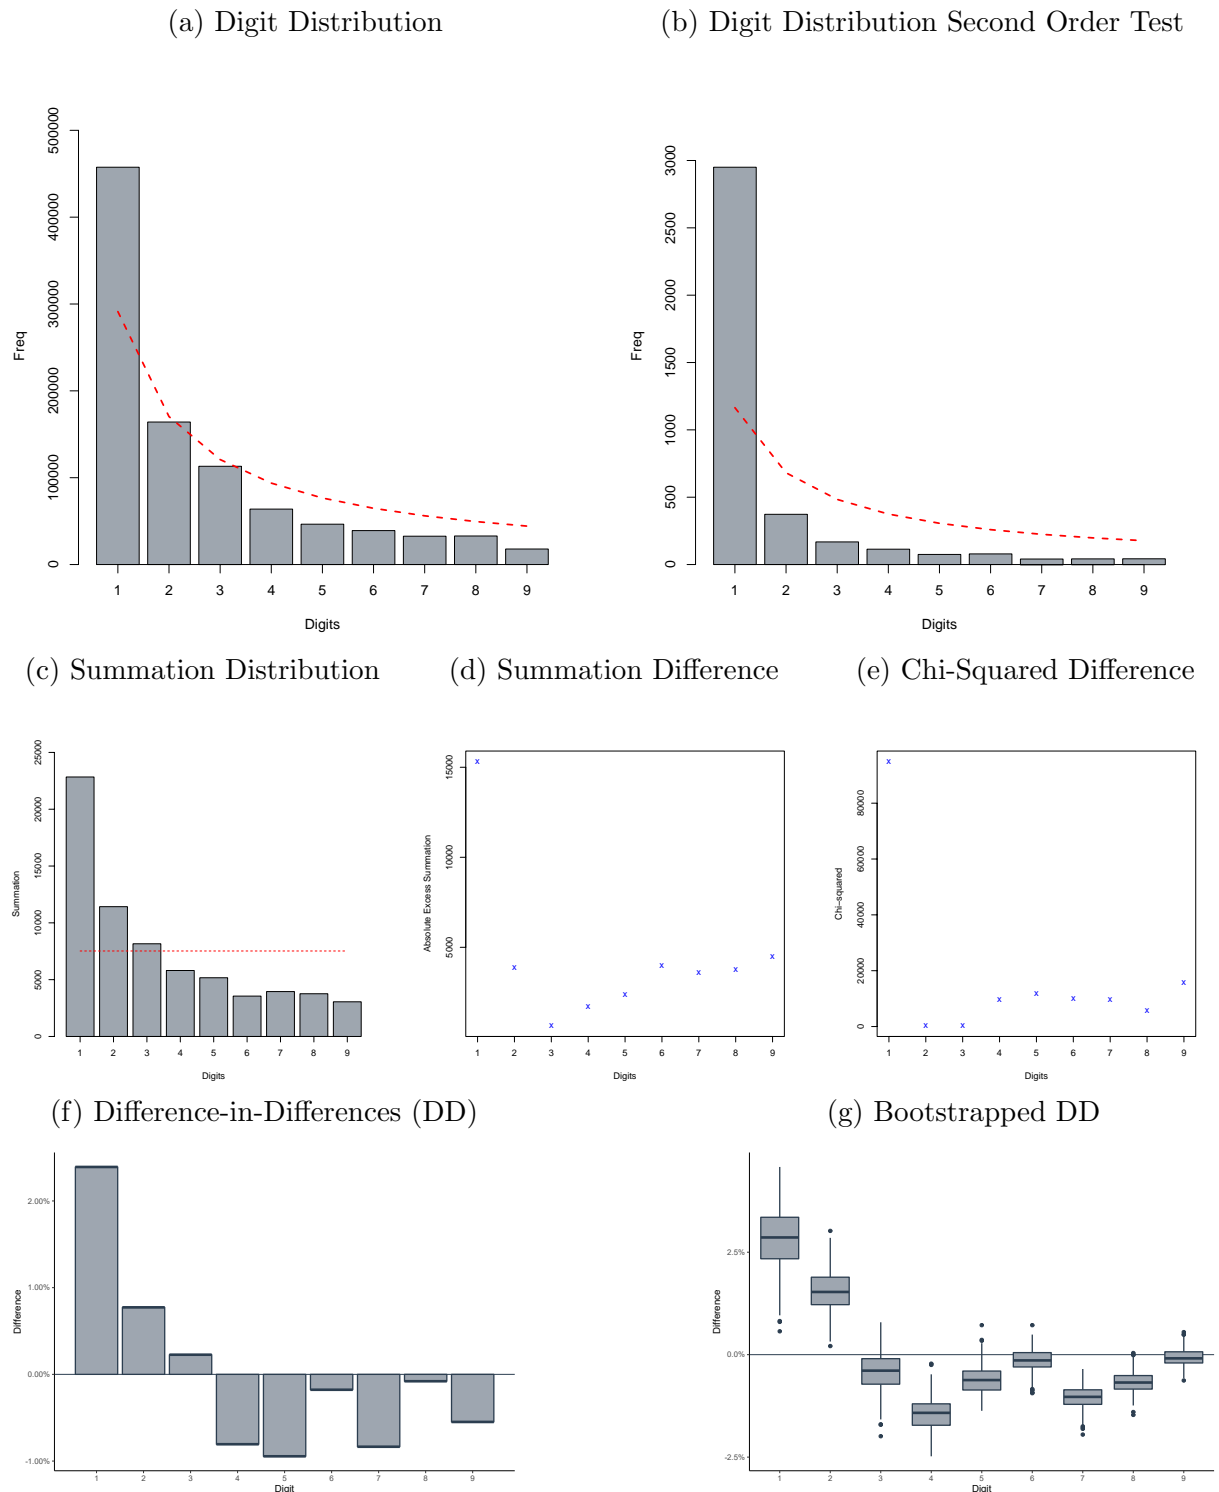 (a) Digit Distribution
(b) Digit Distribution Second Order Test
Freq
0
100000
200000
300000
400000
500000
1 2 3 4 5 6 7 8 9
Digits
Freq
0
500
1000
1500
2000
2500
3000
1 2 3 4 5 6 7 8 9
Digits
(c) Summation Distribution
(d) Summation Difference
(e) Chi-Squared Difference
Summation
0
5000
10000
15000
20000
25000
1 2 3 4 5 6 7 8 9
Digits
Absolute Excess Summation
5000
10000
15000
1 2 3 4 5 6 7 8 9
Digits
Chi−squared
0
20000
40000
60000
80000
1 2 3 4 5 6 7 8 9
Digits
(f) Difference-in-Differences (DD)
(g) Bootstrapped DD
Difference
2.00%
1.00%
0.00%
-1.00%
1 2 3 4 5 6 7 8 9
Digit
Difference
2.5%
0.0%
-2.5%
1 2 3 4 5 6 7 8 9
Digit